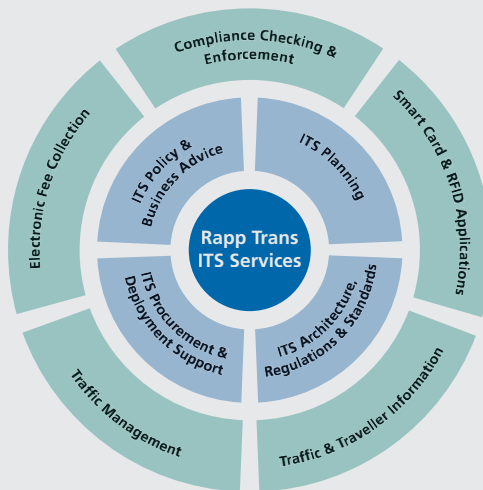 Compliance Checking &
Enforcement
Smart Card & RFID Applications
Traffic & Traveller Information
Traffic Management
Electronic Fee Collection
ITS Policy &
Business Advice
ITS Planning
ITS Architecture,
Regulations & Standards
ITS Procurement &
Deployment Support
Rapp Trans
ITS Services